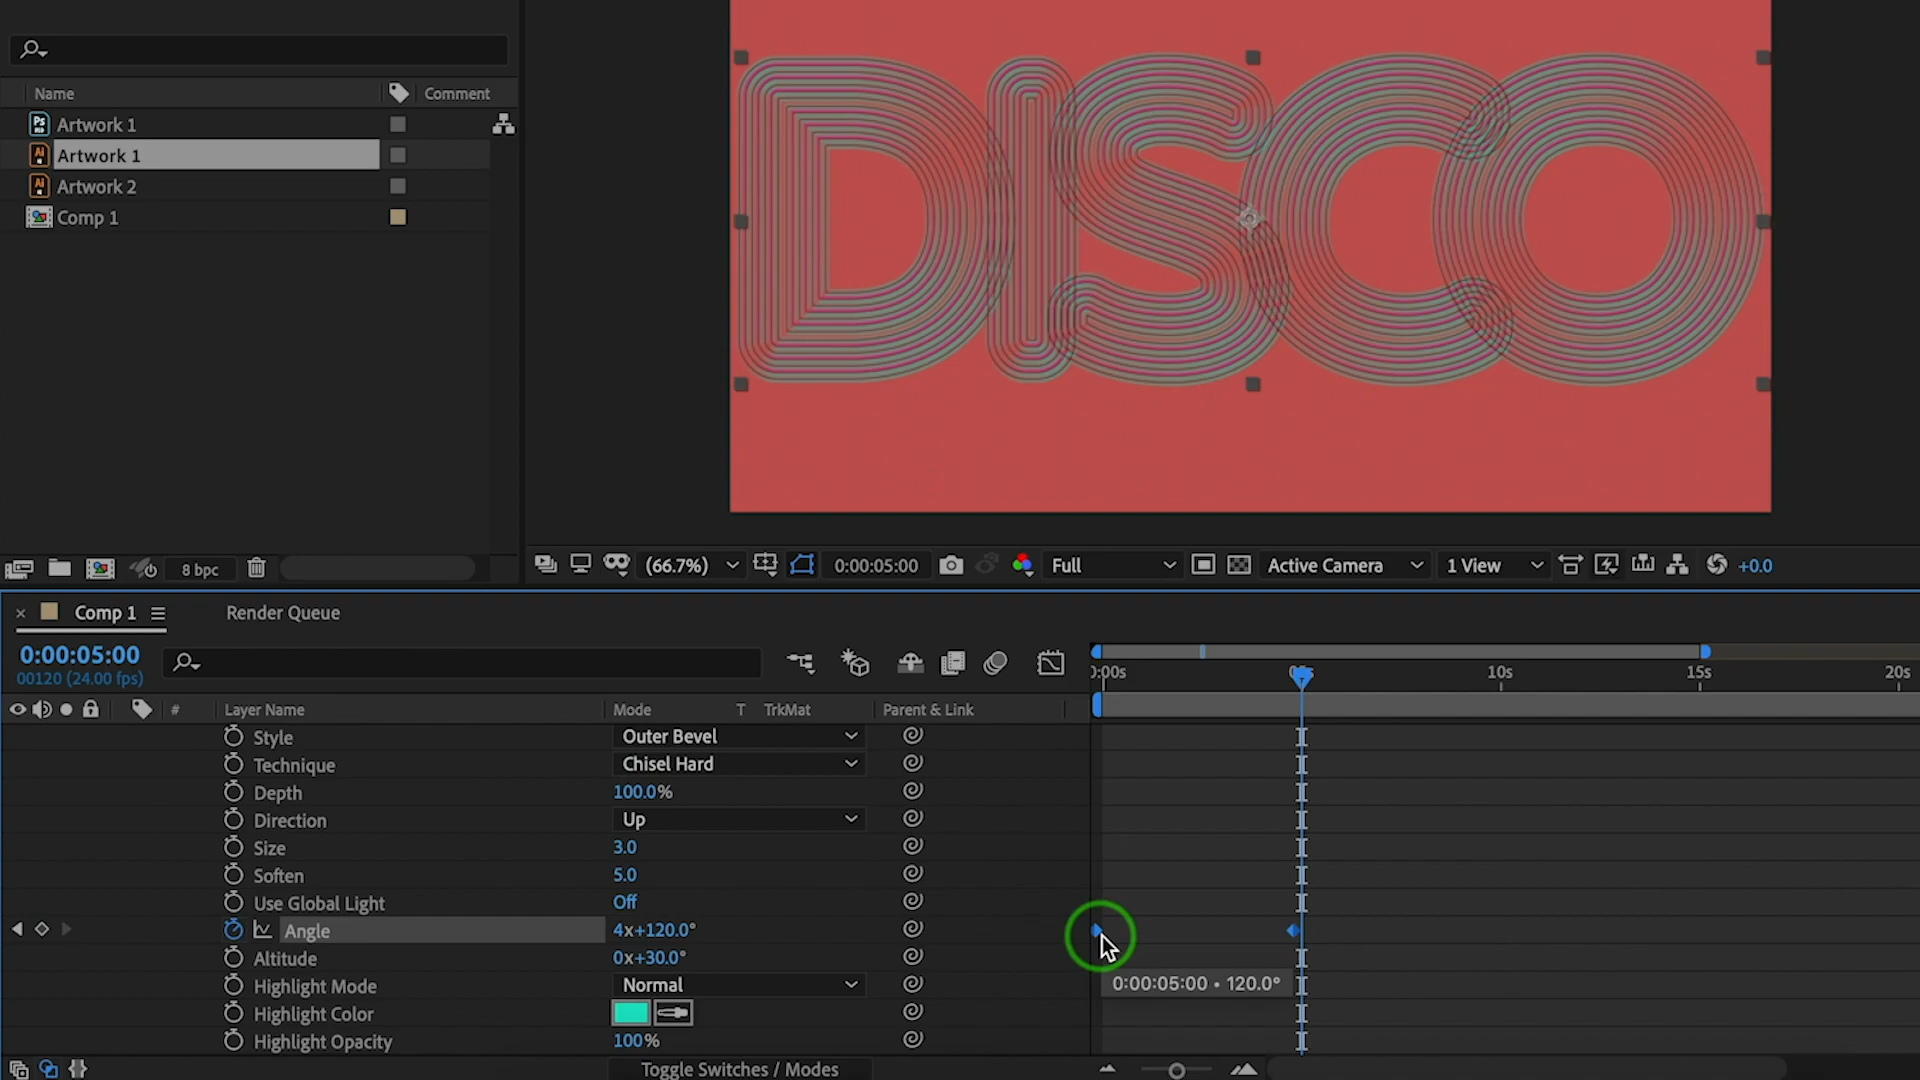 DISCO
Name Comment
Ps Artwork 1
Ai Artwork 1
Ai Artwork 2
Comp 1
8 bpc
(66.7%) 0:00:05:00 Full Active Camera 1 View +0.0
× Comp 1 Render Queue
0:00:05:00
00120 (24.00 fps)
:00s 10s 15s 20s
# Layer Name Mode T TrkMat Parent & Link
Style Outer Bevel
Technique Chisel Hard
Depth 100.0%
Direction Up
Size 3.0
Soften 5.0
Use Global Light Off
Angle 4x+120.0°
Altitude 0x+30.0°
0:00:05:00 • 120.0°
Highlight Mode Normal
Highlight Color
Highlight Opacity 100%
Toggle Switches / Modes